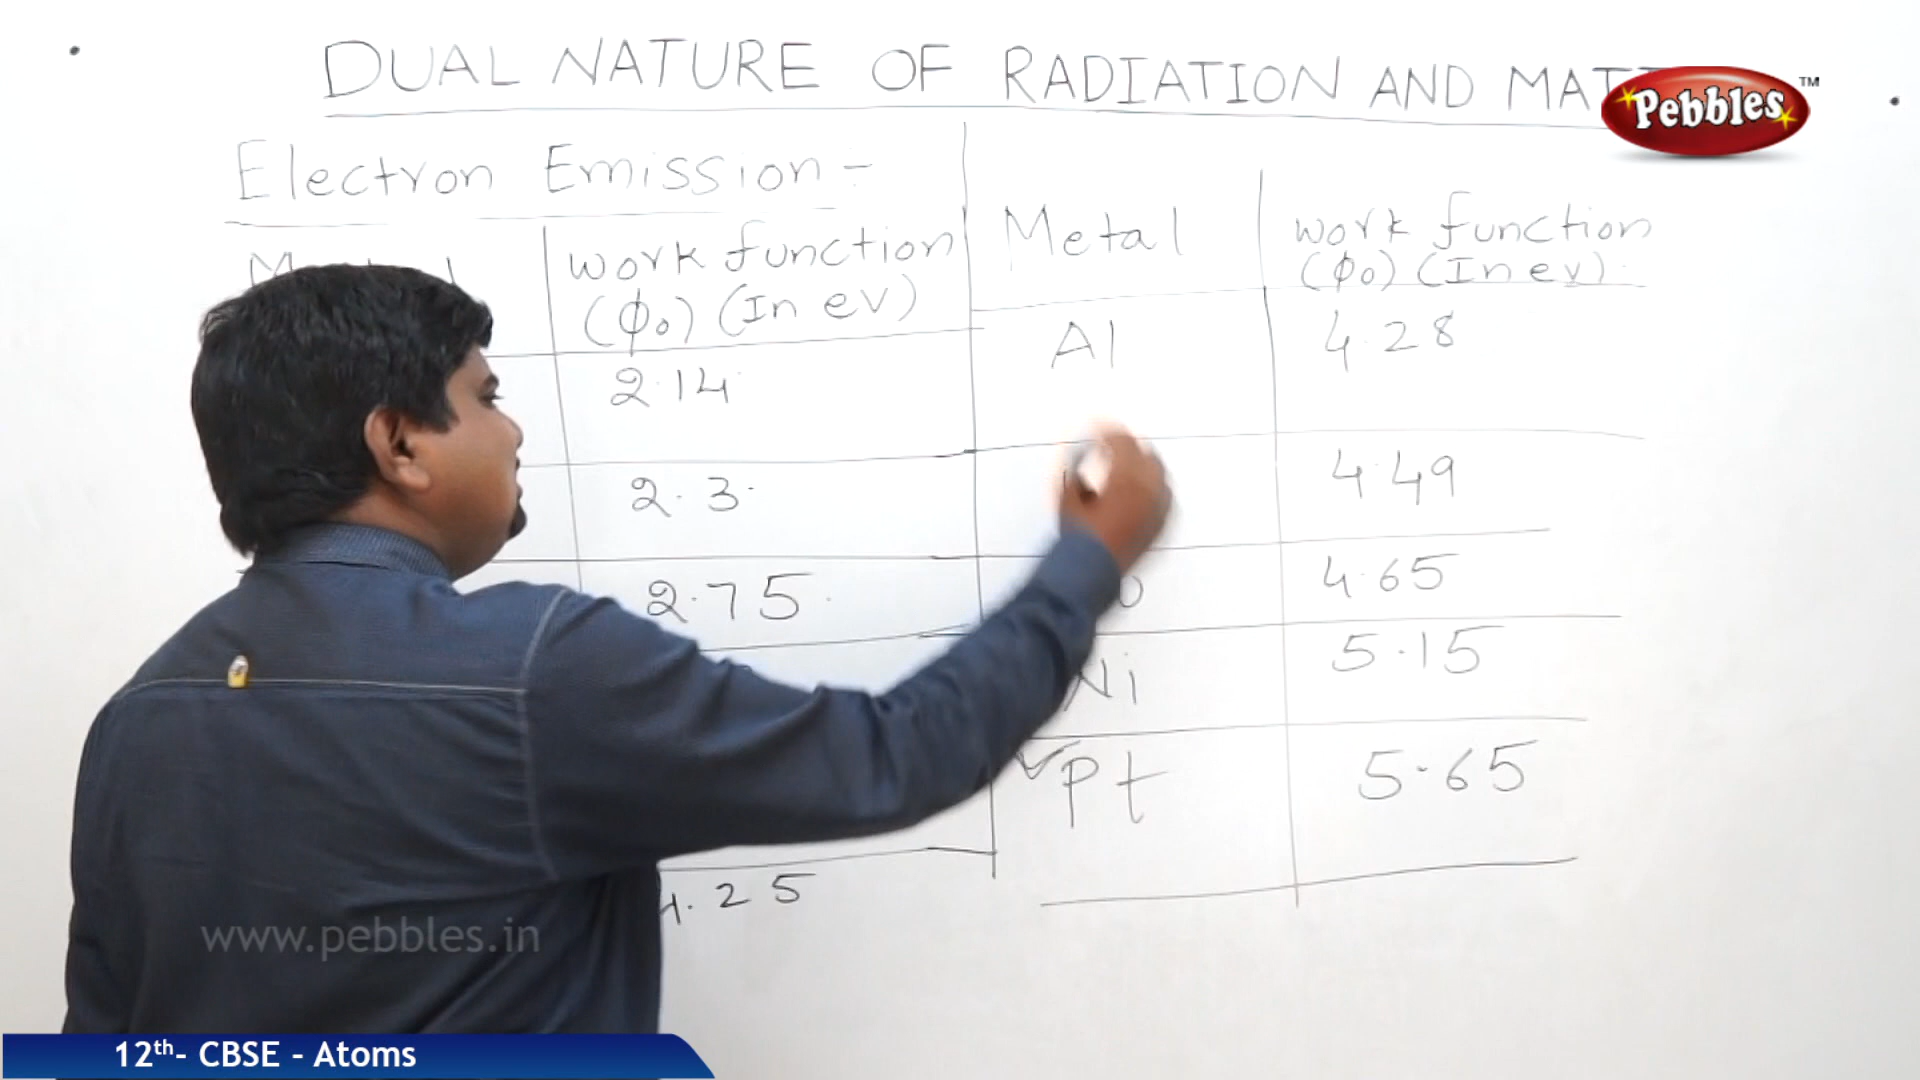 DUAL NATURE OF RADIATION AND MAT
Pebbles™
Electron Emission :-
work function
(ϕ₀) (In ev)
2.14
2.3
2.75
4.25
Metal
work function
(ϕ₀) (In ev)
Al
4.28
4.49
4.65
Ni
5.15
✓Pt
5.65
www.pebbles.in
12th- CBSE - Atoms